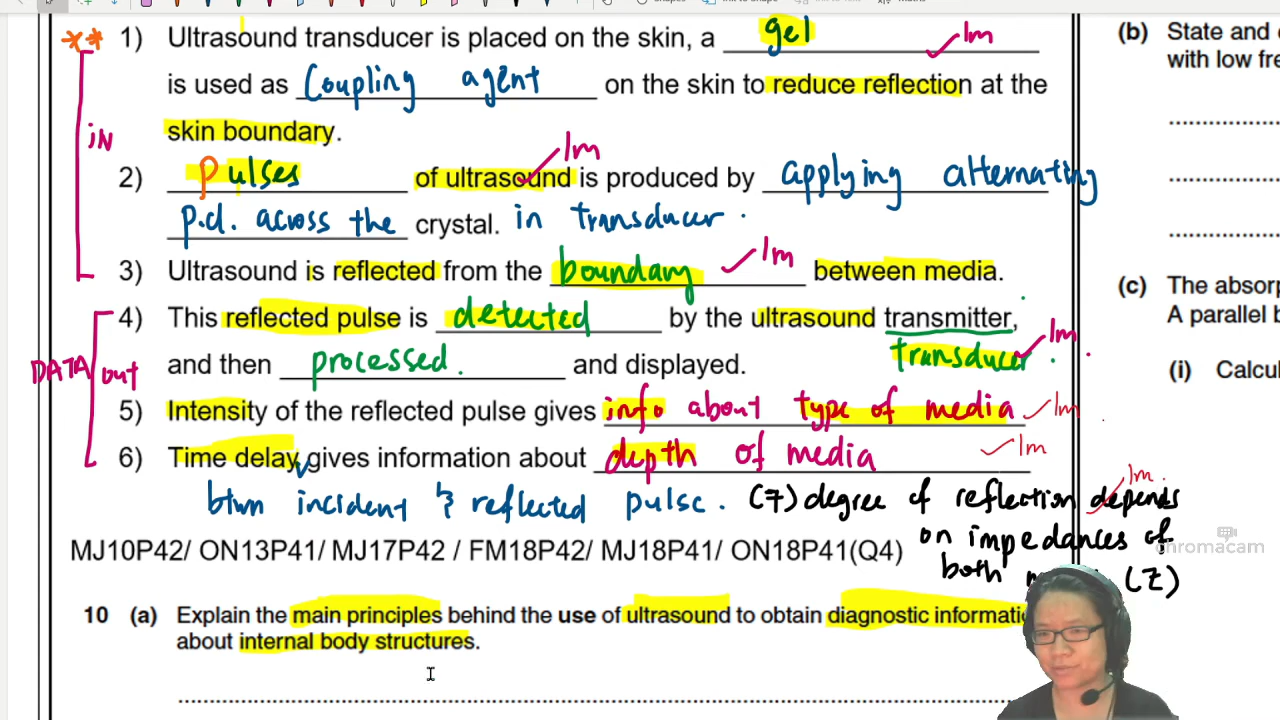 ** 1) Ultrasound transducer is placed on the skin, a gel 1m
is used as Coupling agent on the skin to reduce reflection at the
skin boundary.
iN
2) Pulses of ultrasound 1m is produced by applying alternating
p.d. across the crystal. in transducer.
3) Ultrasound is reflected from the boundary 1m between media.
4) This reflected pulse is detected by the ultrasound transmitter,
transducer. 1m
DATA out
and then processed. and displayed.
5) Intensity of the reflected pulse gives info about type of media 1m
6) Time delay gives information about depth of media 1m
btwn incident & reflected pulse. (7) degree of reflection depends 1m
on impedances of
both (Z)
MJ10P42/ ON13P41/ MJ17P42 / FM18P42/ MJ18P41/ ON18P41(Q4)
chromacam
10 (a) Explain the main principles behind the use of ultrasound to obtain diagnostic informati
about internal body structures.
(b) State and
with low fre
(c) The absorp
A parallel b
(i) Calcu